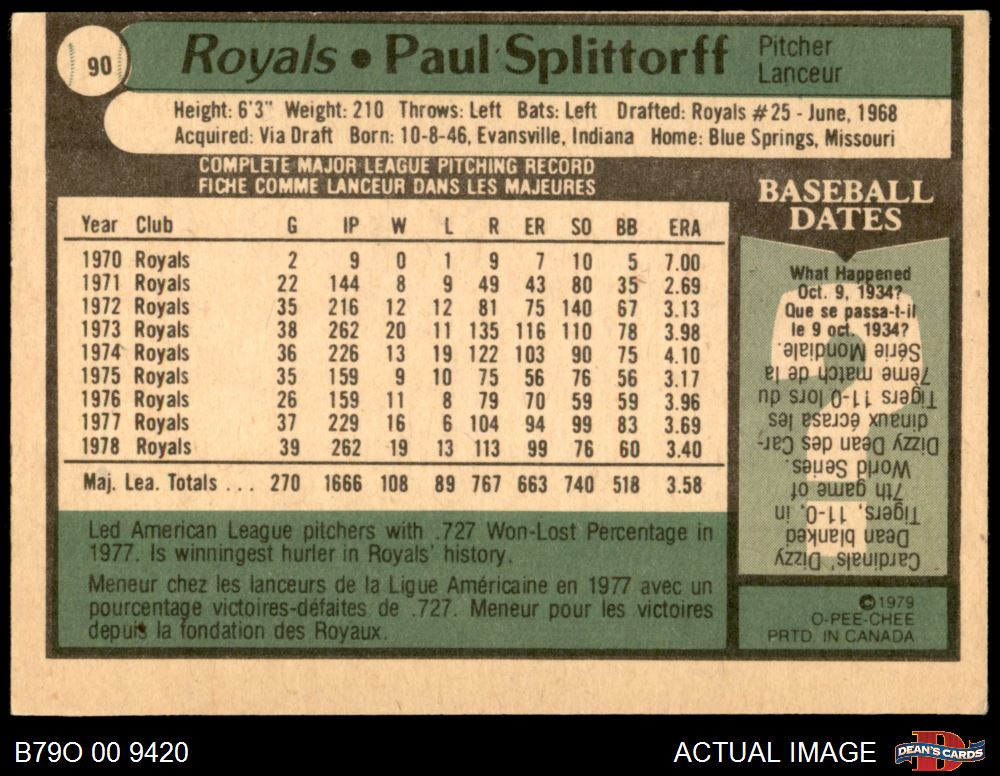 90
Royals • Paul Splittorff
Pitcher
Lanceur
Height: 6'3" Weight: 210 Throws: Left Bats: Left Drafted: Royals #25 - June, 1968
Acquired: Via Draft Born: 10-8-46, Evansville, Indiana Home: Blue Springs, Missouri
COMPLETE MAJOR LEAGUE PITCHING RECORD
FICHE COMME LANCEUR DANS LES MAJEURES
Year Club G IP W L R ER SO BB ERA
1970 Royals 2 9 0 1 9 7 10 5 7.00
1971 Royals 22 144 8 9 49 43 80 35 2.69
1972 Royals 35 216 12 12 81 75 140 67 3.13
1973 Royals 38 262 20 11 135 116 110 78 3.98
1974 Royals 36 226 13 19 122 103 90 75 4.10
1975 Royals 35 159 9 10 75 56 76 56 3.17
1976 Royals 26 159 11 8 79 70 59 59 3.96
1977 Royals 37 229 16 6 104 94 99 83 3.69
1978 Royals 39 262 19 13 113 99 76 60 3.40
Maj. Lea. Totals ... 270 1666 108 89 767 663 740 518 3.58
Led American League pitchers with .727 Won-Lost Percentage in
1977. Is winningest hurler in Royals' history.
Meneur chez les lanceurs de la Ligue Américaine en 1977 avec un
pourcentage victoires-défaites de .727. Meneur pour les victoires
depuis la fondation des Royaux.
BASEBALL
DATES
What Happened
Oct. 9, 1934?
Que se passa-t-il
le 9 oct. 1934?
Cardinals' Dizzy
Dean blanked
Tigers, 11-0, in
7th game of
World Series.
Dizzy Dean des Car-
dinaux écrasa les
Tigers 11-0 lors du
7ème match de la
Série Mondiale.
©1979
O-PEE-CHEE
PRTD. IN CANADA
B79O 00 9420
ACTUAL IMAGE
DEAN'S CARDS